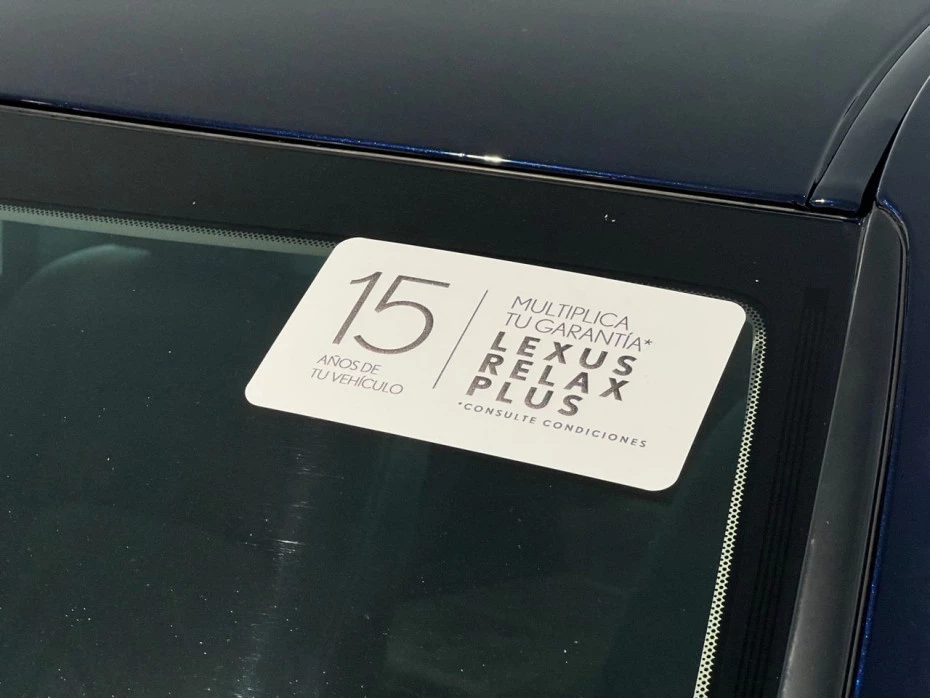 15
AÑOS DE
TU VEHÍCULO
MULTIPLICA
TU GARANTÍA*
LEXUS
RELAX
PLUS
*CONSULTE CONDICIONES